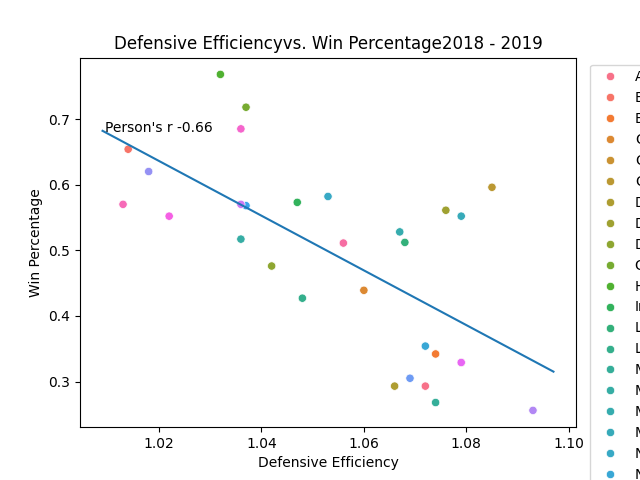 Defensive Efficiencyvs. Win Percentage2018 - 2019
Person's r -0.66
Win Percentage
0.7
0.6
0.5
0.4
0.3
1.02
1.04
1.06
1.08
1.10
Defensive Efficiency